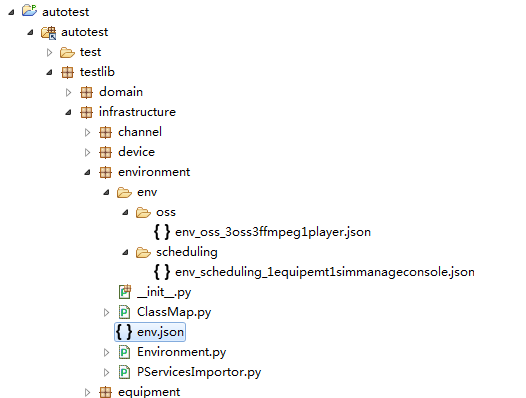 autotest
autotest
test
testlib
domain
infrastructure
channel
device
environment
env
oss
env_oss_3oss3ffmpeg1player.json
scheduling
env_scheduling_1equipemt1simmanageconsole.json
__init__.py
ClassMap.py
env.json
Environment.py
PServicesImportor.py
equipment